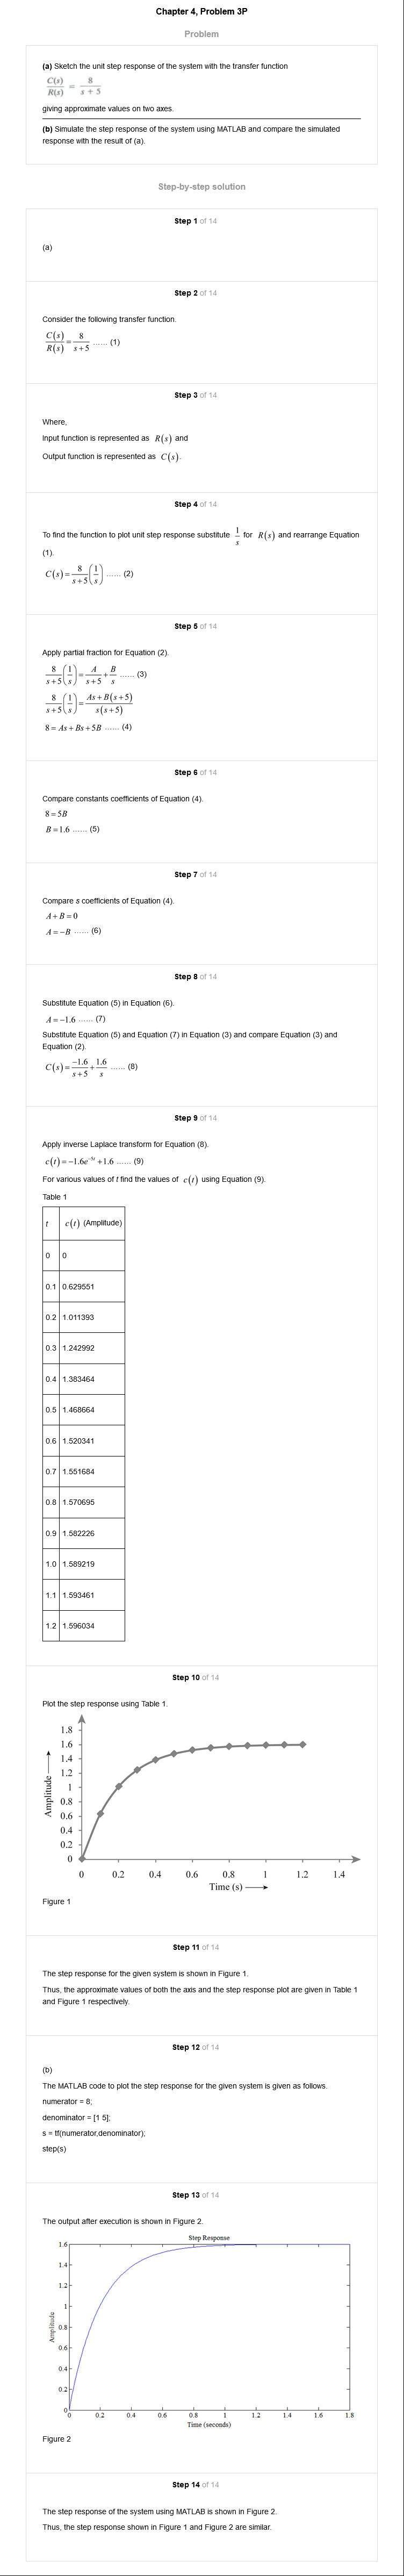 Chapter 4, Problem 3P
Problem
(a) Sketch the unit step response of the system with the transfer function
C(s)/R(s) = 8/(s + 5)
giving approximate values on two axes.
(b) Simulate the step response of the system using MATLAB and compare the simulated
response with the result of (a).
Step-by-step solution
Step 1 of 14
(a)
Step 2 of 14
Consider the following transfer function.
C(s)/R(s) = 8/(s+5) ...... (1)
Step 3 of 14
Where,
Input function is represented as R(s) and
Output function is represented as C(s).
Step 4 of 14
To find the function to plot unit step response substitute 1/s for R(s) and rearrange Equation
(1).
C(s) = 8/(s+5) (1/s) ...... (2)
Step 5 of 14
Apply partial fraction for Equation (2).
8/(s+5) (1/s) = A/(s+5) + B/s ...... (3)
8/(s+5) (1/s) = (As+B(s+5))/(s(s+5))
8 = As+Bs+5B ...... (4)
Step 6 of 14
Compare constants coefficients of Equation (4).
8=5B
B=1.6 ...... (5)
Step 7 of 14
Compare s coefficients of Equation (4).
A+B=0
A=−B ...... (6)
Step 8 of 14
Substitute Equation (5) in Equation (6).
A=−1.6 ...... (7)
Substitute Equation (5) and Equation (7) in Equation (3) and compare Equation (3) and
Equation (2).
C(s) = −1.6/(s+5) + 1.6/s ...... (8)
Step 9 of 14
Apply inverse Laplace transform for Equation (8).
c(t) = −1.6e^−5t +1.6 ...... (9)
For various values of t find the values of c(t) using Equation (9).
Table 1
t c(t) (Amplitude)
0 0
0.1 0.629551
0.2 1.011393
0.3 1.242992
0.4 1.383464
0.5 1.468664
0.6 1.520341
0.7 1.551684
0.8 1.570695
0.9 1.582226
1.0 1.589219
1.1 1.593461
1.2 1.596034
Step 10 of 14
Plot the step response using Table 1.
1.8
1.6
1.4
1.2
1
0.8
0.6
0.4
0.2
0
Amplitude
0 0.2 0.4 0.6 0.8 1 1.2 1.4
Time (s)
Figure 1
Step 11 of 14
The step response for the given system is shown in Figure 1.
Thus, the approximate values of both the axis and the step response plot are given in Table 1
and Figure 1 respectively.
Step 12 of 14
(b)
The MATLAB code to plot the step response for the given system is given as follows.
numerator = 8;
denominator = [1 5];
s = tf(numerator,denominator);
step(s)
Step 13 of 14
The output after execution is shown in Figure 2.
Step Response
1.6
1.4
1.2
1
0.8
0.6
0.4
0.2
0
Amplitude
0 0.2 0.4 0.6 0.8 1 1.2 1.4 1.6 1.8
Time (seconds)
Figure 2
Step 14 of 14
The step response of the system using MATLAB is shown in Figure 2.
Thus, the step response shown in Figure 1 and Figure 2 are similar.